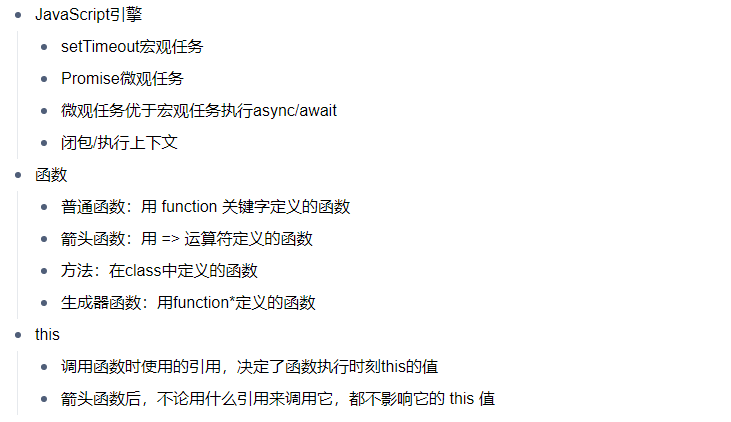 JavaScript引擎
setTimeout宏观任务
Promise微观任务
微观任务优于宏观任务执行async/await
闭包/执行上下文
函数
普通函数：用 function 关键字定义的函数
箭头函数：用 => 运算符定义的函数
方法：在class中定义的函数
生成器函数：用function*定义的函数
this
调用函数时使用的引用，决定了函数执行时刻this的值
箭头函数后，不论用什么引用来调用它，都不影响它的 this 值